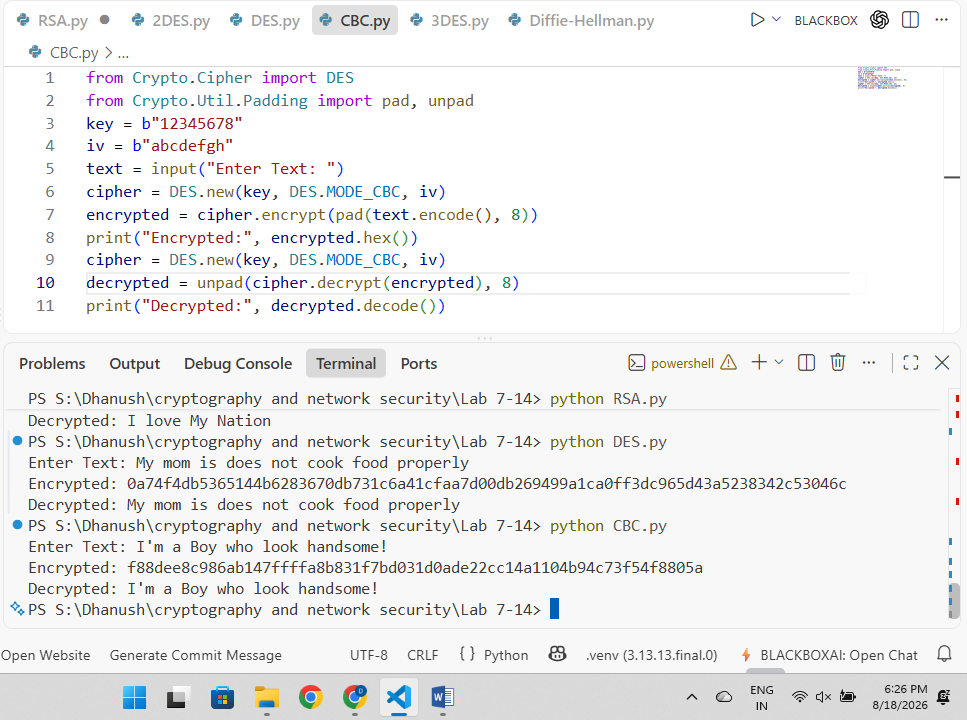 RSA.py 2DES.py DES.py CBC.py 3DES.py Diffie-Hellman.py BLACKBOX ...
CBC.py > ...
1 from Crypto.Cipher import DES
2 from Crypto.Util.Padding import pad, unpad
3 key = b"12345678"
4 iv = b"abcdefgh"
5 text = input("Enter Text: ")
6 cipher = DES.new(key, DES.MODE_CBC, iv)
7 encrypted = cipher.encrypt(pad(text.encode(), 8))
8 print("Encrypted:", encrypted.hex())
9 cipher = DES.new(key, DES.MODE_CBC, iv)
10 decrypted = unpad(cipher.decrypt(encrypted), 8)
11 print("Decrypted:", decrypted.decode())
Problems Output Debug Console Terminal Ports powershell ...
PS S:\Dhanush\cryptography and network security\Lab 7-14> python RSA.py
Decrypted: I love My Nation
PS S:\Dhanush\cryptography and network security\Lab 7-14> python DES.py
Enter Text: My mom is does not cook food properly
Encrypted: 0a74f4db5365144b6283670db731c6a41cfaa7d00db269499a1ca0ff3dc965d43a5238342c53046c
Decrypted: My mom is does not cook food properly
PS S:\Dhanush\cryptography and network security\Lab 7-14> python CBC.py
Enter Text: I'm a Boy who look handsome!
Encrypted: f88dee8c986ab147ffffa8b831f7bd031d0ade22cc14a1104b94c73f54f8805a
Decrypted: I'm a Boy who look handsome!
PS S:\Dhanush\cryptography and network security\Lab 7-14>
Open Website Generate Commit Message UTF-8 CRLF {} Python .venv (3.13.13.final.0) BLACKBOXAI: Open Chat
ENG 6:26 PM
IN 8/18/2026